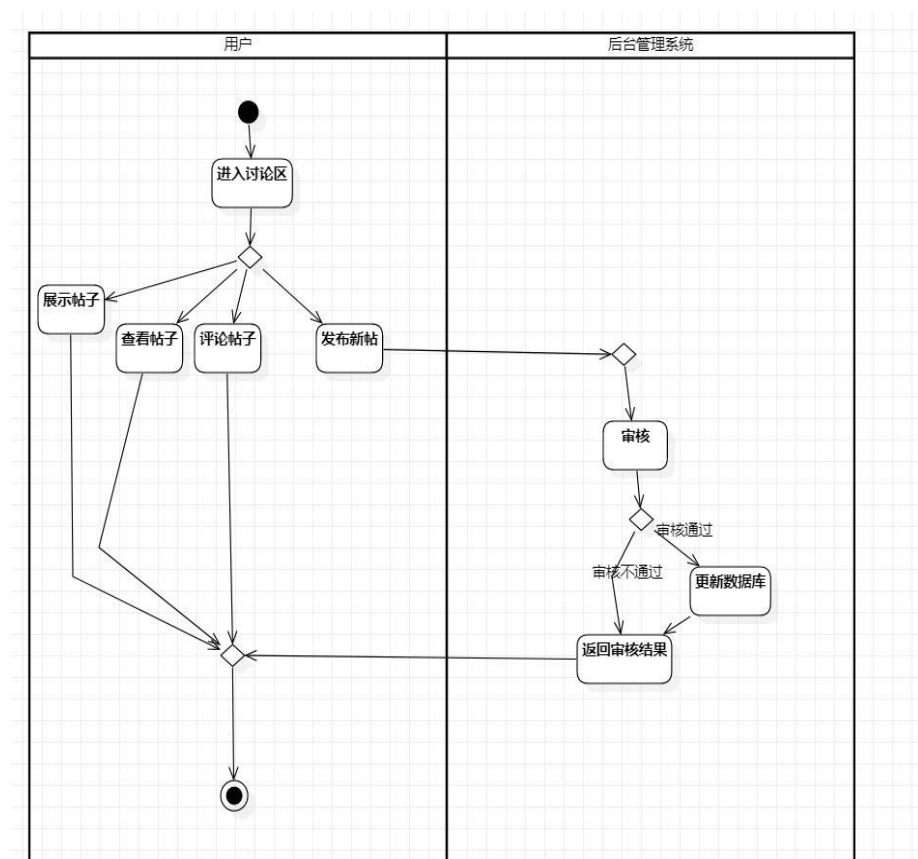 用户
后台管理系统
进入讨论区
展示帖子
查看帖子
评论帖子
发布新帖
审核
审核通过
审核不通过
更新数据库
返回审核结果